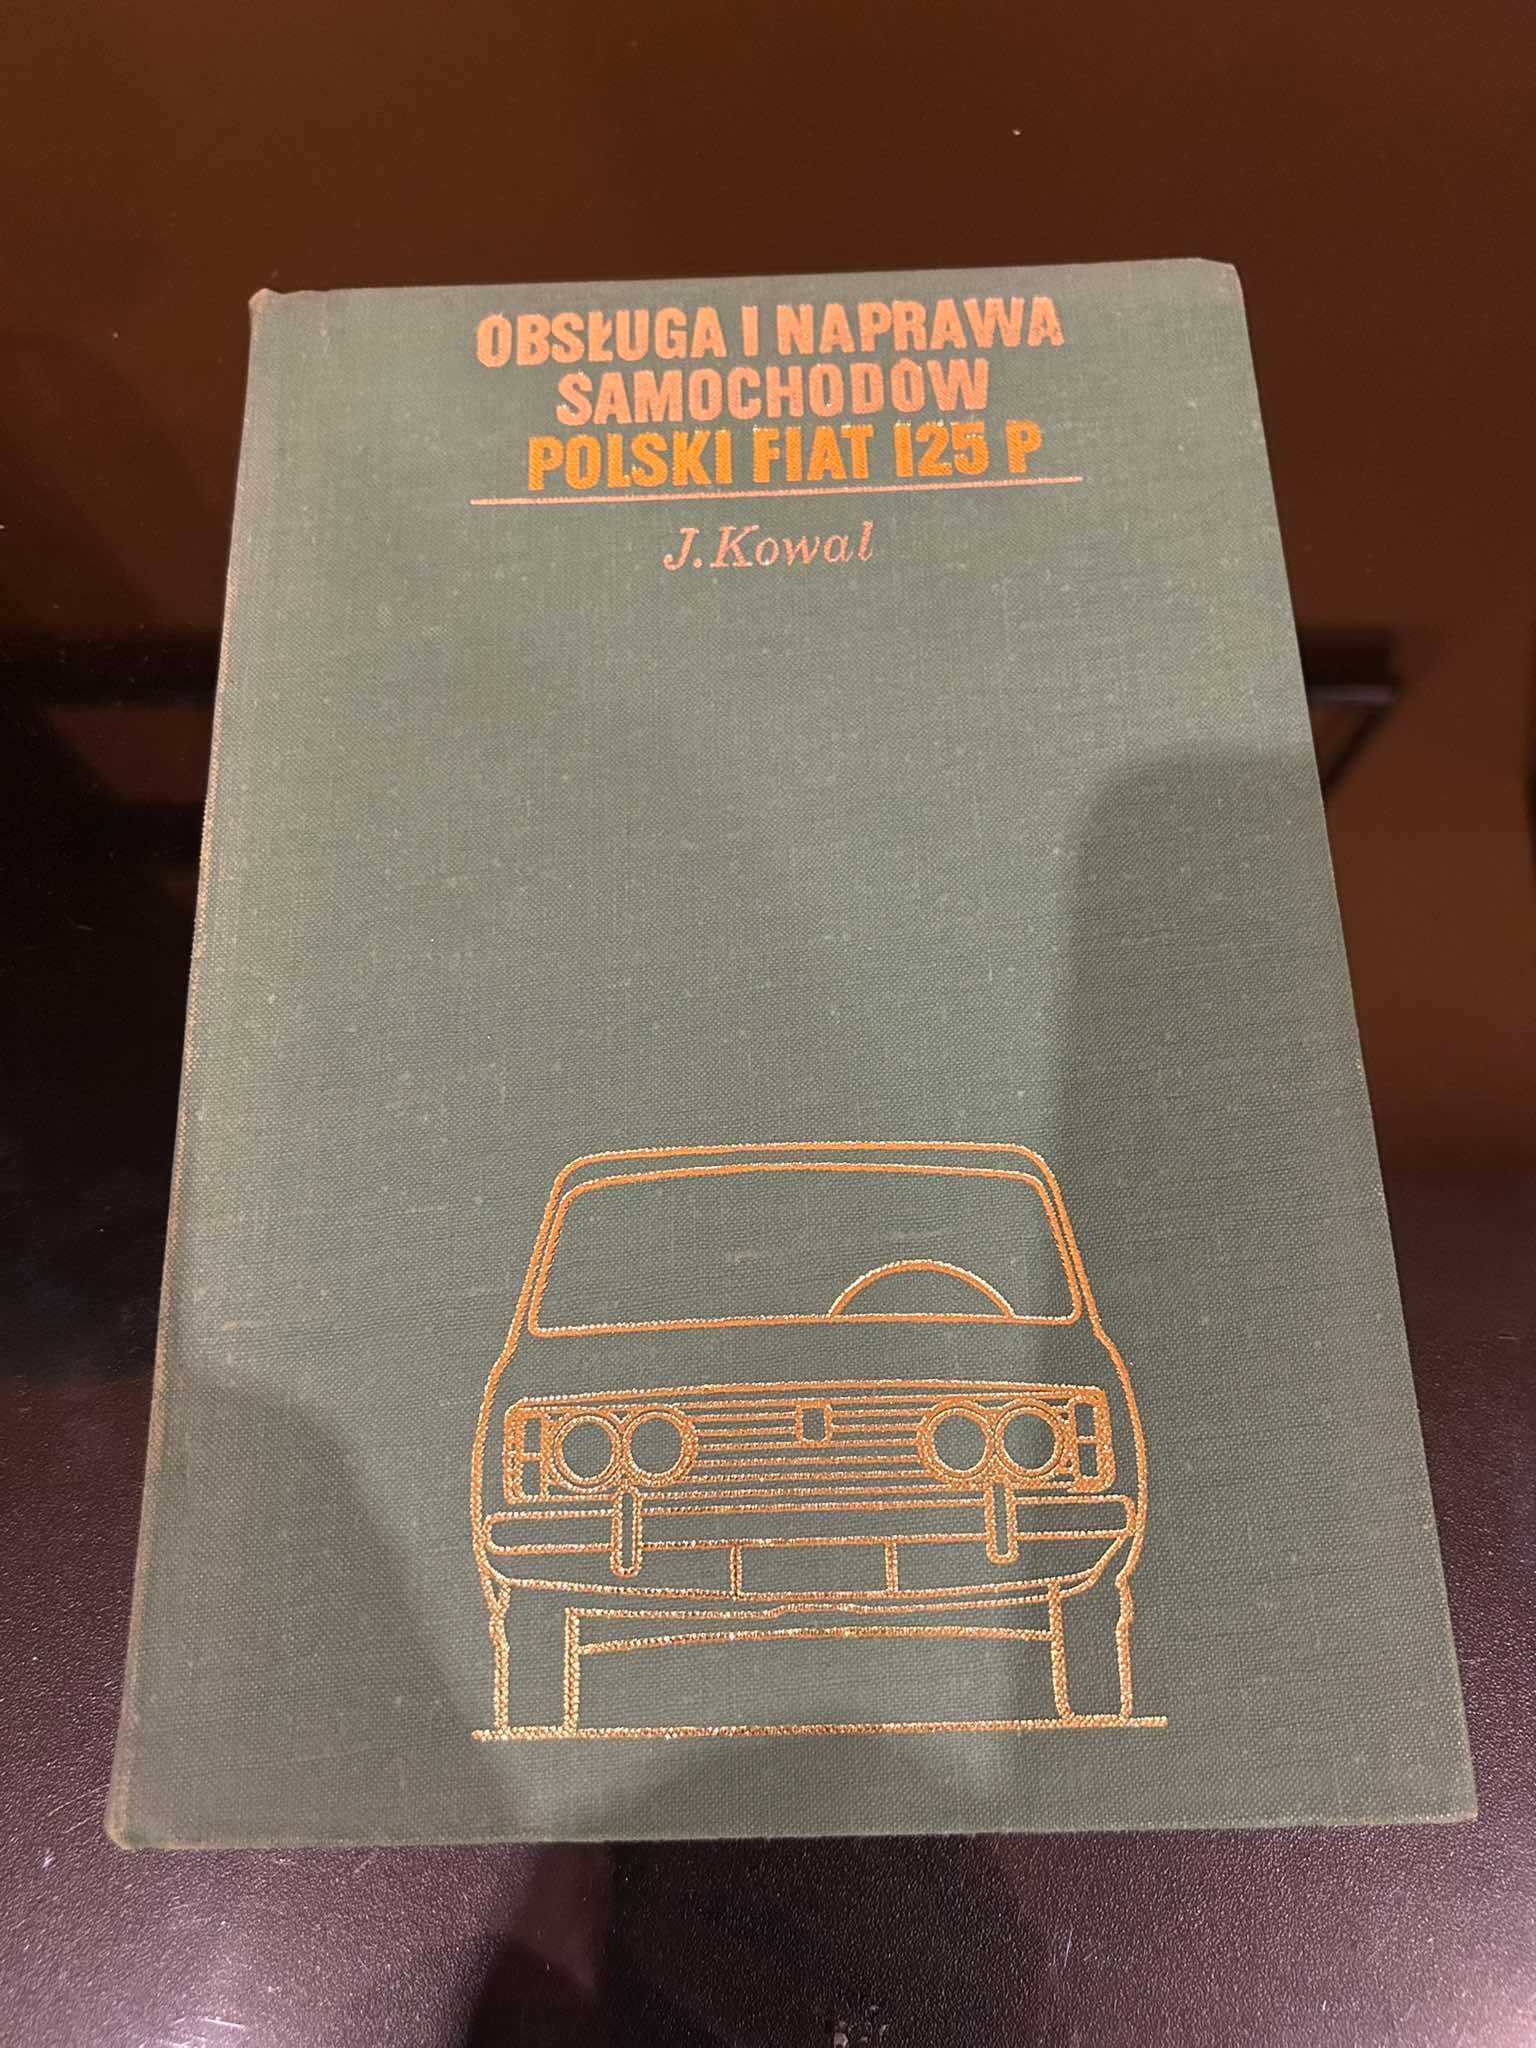 OBSŁUGA I NAPRAWA
SAMOCHODÓW
POLSKI FIAT 125 P
J. Kowal